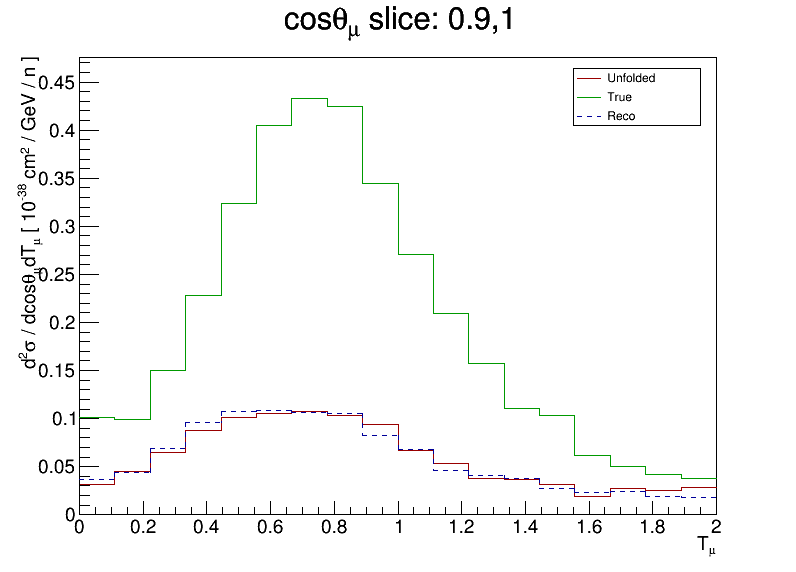 cosθμ slice: 0.9,1
d²σ / dcosθμdTμ [ 10⁻³⁸ cm² / GeV / n ]
Unfolded
True
Reco
0.45
0.4
0.35
0.3
0.25
0.2
0.15
0.1
0.05
0
0 0.2 0.4 0.6 0.8 1 1.2 1.4 1.6 1.8 2
Tμ